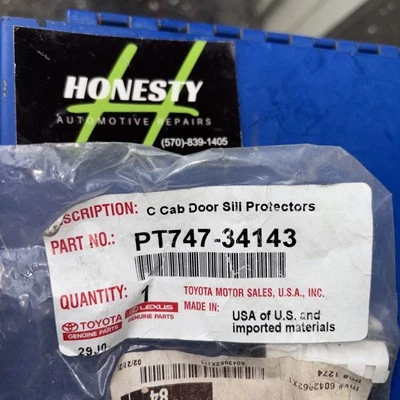 HONESTY
AUTOMOTIVE REPAIRS
(570)-839-1405
SCRIPTION: C Cab Door Sill Protectors
PART NO.: PT747-34143
QUANTITY: 1
TOYOTA MOTOR SALES, U.S.A., INC.
TOYOTA LEXUS
GENUINE PARTS GENUINE PARTS
MADE IN: USA of U.S. and
imported materials
84